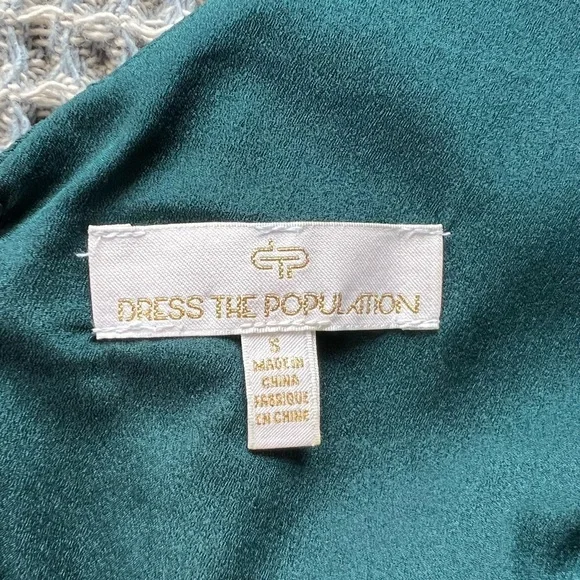 DRESS THE POPULATION
S
MADE IN
CHINA
FABRIQUE
EN CHINE